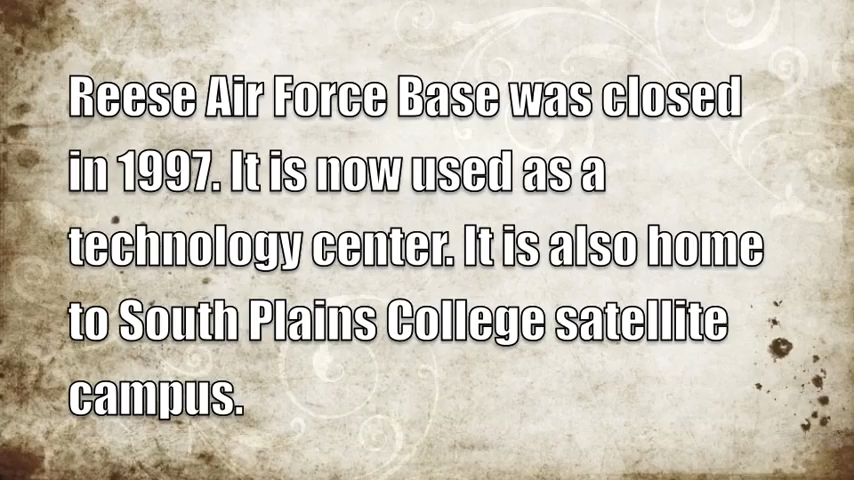 Reese Air Force Base was closed
in 1997. It is now used as a
technology center. It is also home
to South Plains College satellite
campus.